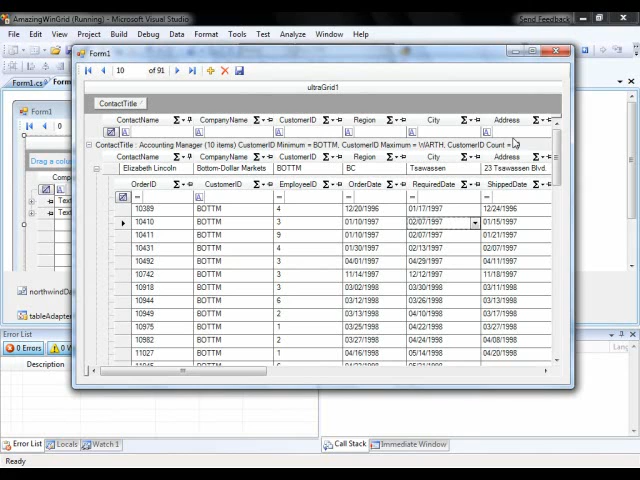 AmazingWinGrid (Running) - Microsoft Visual Studio
Send Feedback
File Edit View Project Build Debug Data Tools Test Analyze Window Help
Form1.cs
Form1
0
Drag a colum
Text
Text
northwindDa
tableAdapter
Form1
10 of 91
ultraGrid1
ContactTitle
ContactName CompanyName CustomerID Region City Address
ContactTitle : Accounting Manager (10 items) CustomerID Minimum = BOTTM, CustomerID Maximum = WARTH, CustomerID Count =
ContactName CompanyName CustomerID Region City Address
Elizabeth Lincoln Bottom-Dollar Markets BOTTM BC Tsawassen 23 Tsawassen Blvd.
OrderID CustomerID EmployeeID OrderDate RequiredDate ShippedDate
= = = = =
10389 BOTTM 4 12/20/1996 01/17/1997 12/24/1996
10410 BOTTM 3 01/10/1997 02/07/1997 01/15/1997
10411 BOTTM 9 01/10/1997 02/07/1997 01/21/1997
10431 BOTTM 4 01/30/1997 02/13/1997 02/07/1997
10492 BOTTM 3 04/01/1997 04/29/1997 04/11/1997
10742 BOTTM 3 11/14/1997 12/12/1997 11/18/1997
10918 BOTTM 3 03/02/1998 03/30/1998 03/11/1998
10944 BOTTM 6 03/12/1998 03/26/1998 03/13/1998
10949 BOTTM 2 03/13/1998 04/10/1998 03/17/1998
10975 BOTTM 1 03/25/1998 04/22/1998 03/27/1998
10982 BOTTM 2 03/27/1998 04/24/1998 04/08/1998
11027 BOTTM 1 04/16/1998 05/14/1998 04/20/1998
Error List
0 Errors
Description
Error List Locals Watch 1
Lang
Call Stack Immediate Window
Ready